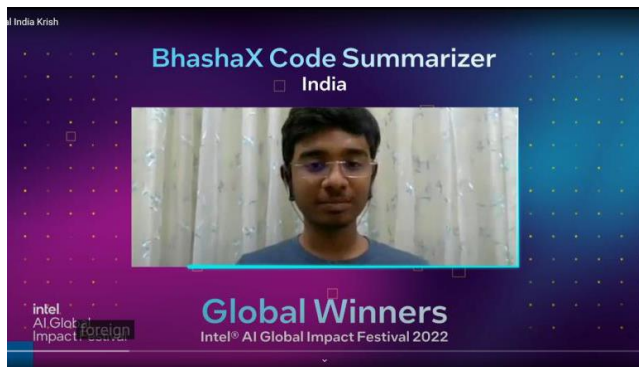 al India Krish
BhashaX Code Summarizer
India
Global Winners
Intel® AI Global Impact Festival 2022
intel
AI Global
Impact Festival
foreign